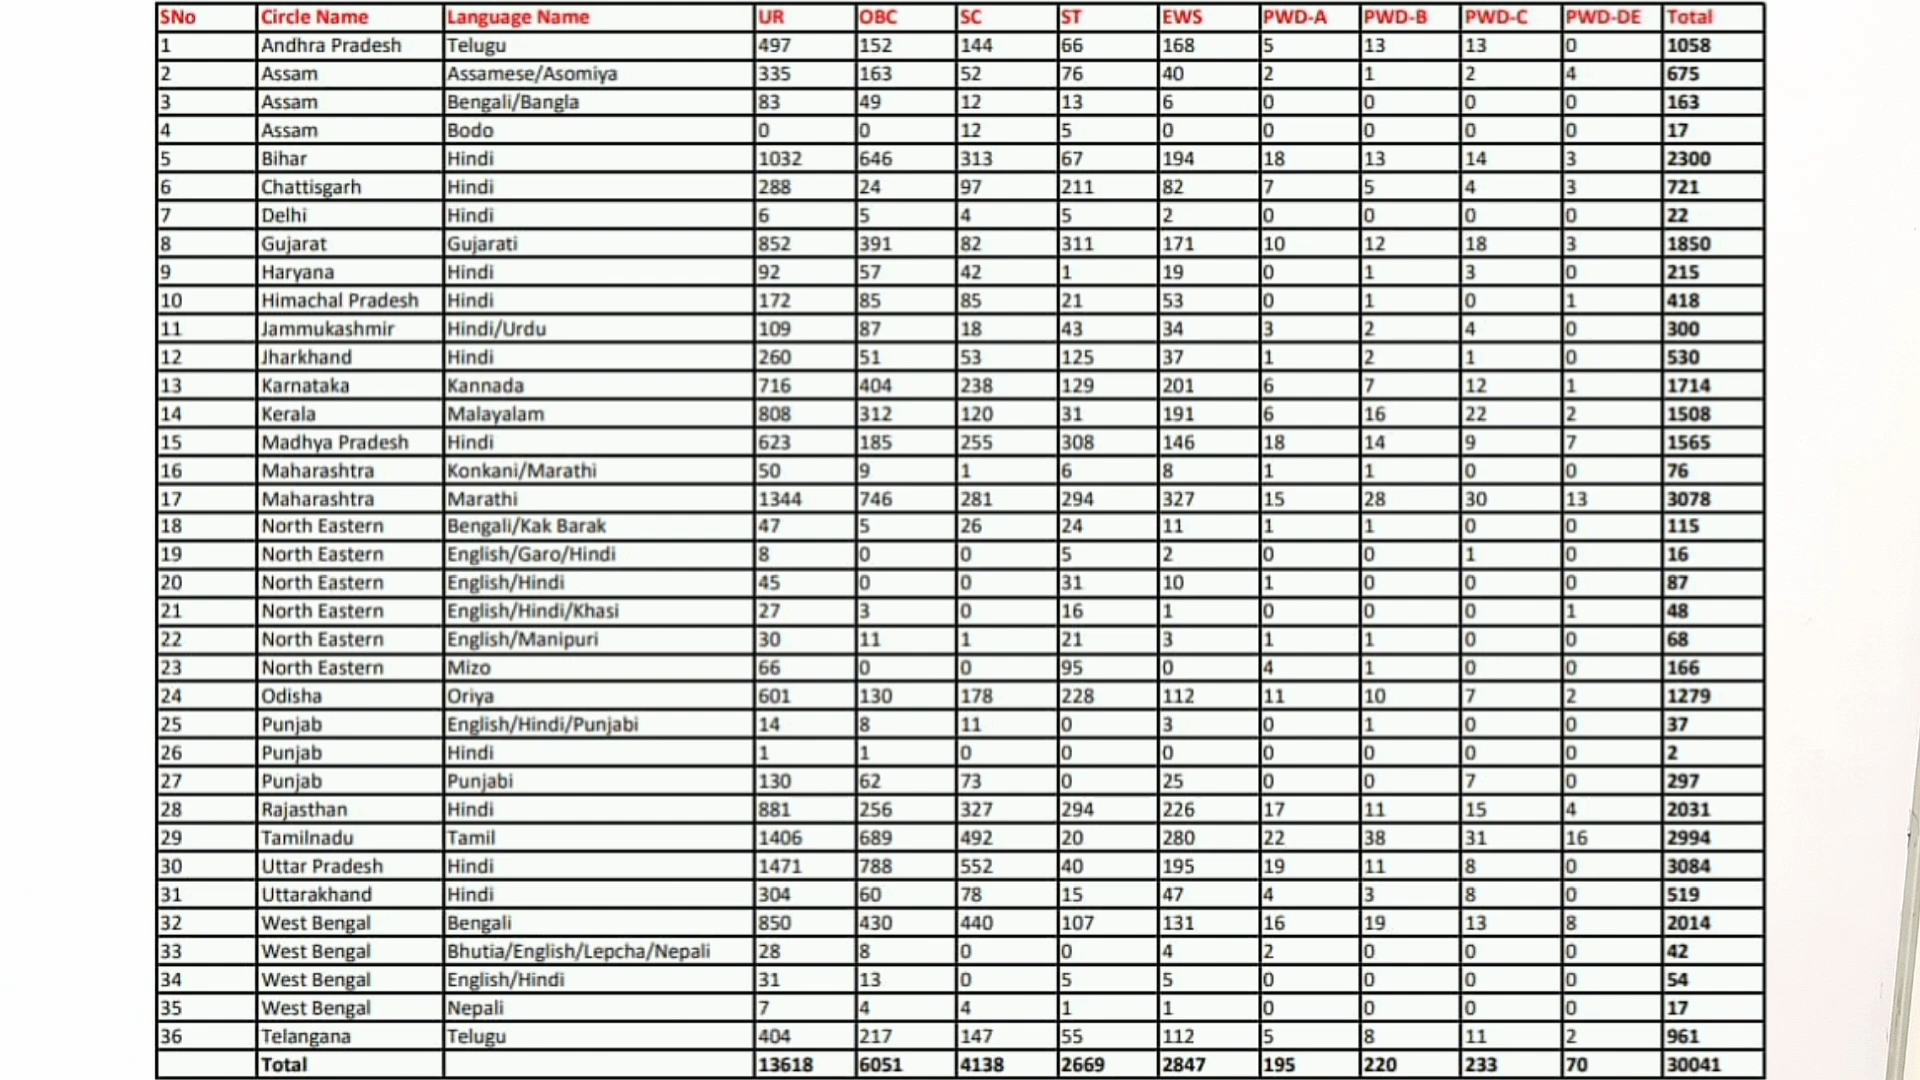 SNo Circle Name Language Name UR OBC SC ST EWS PWD-A PWD-B PWD-C PWD-DE Total
1 Andhra Pradesh Telugu 497 152 144 66 168 5 13 13 0 1058
2 Assam Assamese/Asomiya 335 163 52 76 40 2 1 2 4 675
3 Assam Bengali/Bangla 83 49 12 13 6 0 0 0 0 163
4 Assam Bodo 0 0 12 5 0 0 0 0 0 17
5 Bihar Hindi 1032 646 313 67 194 18 13 14 3 2300
6 Chattisgarh Hindi 288 24 97 211 82 7 5 4 3 721
7 Delhi Hindi 6 5 4 5 2 0 0 0 0 22
8 Gujarat Gujarati 852 391 82 311 171 10 12 18 3 1850
9 Haryana Hindi 92 57 42 1 19 0 1 3 0 215
10 Himachal Pradesh Hindi 172 85 85 21 53 0 1 0 1 418
11 Jammukashmir Hindi/Urdu 109 87 18 43 34 3 2 4 0 300
12 Jharkhand Hindi 260 51 53 125 37 1 2 1 0 530
13 Karnataka Kannada 716 404 238 129 201 6 7 12 1 1714
14 Kerala Malayalam 808 312 120 31 191 6 16 22 2 1508
15 Madhya Pradesh Hindi 623 185 255 308 146 18 14 9 7 1565
16 Maharashtra Konkani/Marathi 50 9 1 6 8 1 1 0 0 76
17 Maharashtra Marathi 1344 746 281 294 327 15 28 30 13 3078
18 North Eastern Bengali/Kak Barak 47 5 26 24 11 1 1 0 0 115
19 North Eastern English/Garo/Hindi 8 0 0 5 2 0 0 1 0 16
20 North Eastern English/Hindi 45 0 0 31 10 1 0 0 0 87
21 North Eastern English/Hindi/Khasi 27 3 0 16 1 0 0 0 1 48
22 North Eastern English/Manipuri 30 11 1 21 3 1 1 0 0 68
23 North Eastern Mizo 66 0 0 95 0 4 1 0 0 166
24 Odisha Oriya 601 130 178 228 112 11 10 7 2 1279
25 Punjab English/Hindi/Punjabi 14 8 11 0 3 0 1 0 0 37
26 Punjab Hindi 1 1 0 0 0 0 0 0 0 2
27 Punjab Punjabi 130 62 73 0 25 0 0 7 0 297
28 Rajasthan Hindi 881 256 327 294 226 17 11 15 4 2031
29 Tamilnadu Tamil 1406 689 492 20 280 22 38 31 16 2994
30 Uttar Pradesh Hindi 1471 788 552 40 195 19 11 8 0 3084
31 Uttarakhand Hindi 304 60 78 15 47 4 3 8 0 519
32 West Bengal Bengali 850 430 440 107 131 16 19 13 8 2014
33 West Bengal Bhutia/English/Lepcha/Nepali 28 8 0 0 4 2 0 0 0 42
34 West Bengal English/Hindi 31 13 0 5 5 0 0 0 0 54
35 West Bengal Nepali 7 4 4 1 1 0 0 0 0 17
36 Telangana Telugu 404 217 147 55 112 5 8 11 2 961
Total 13618 6051 4138 2669 2847 195 220 233 70 30041